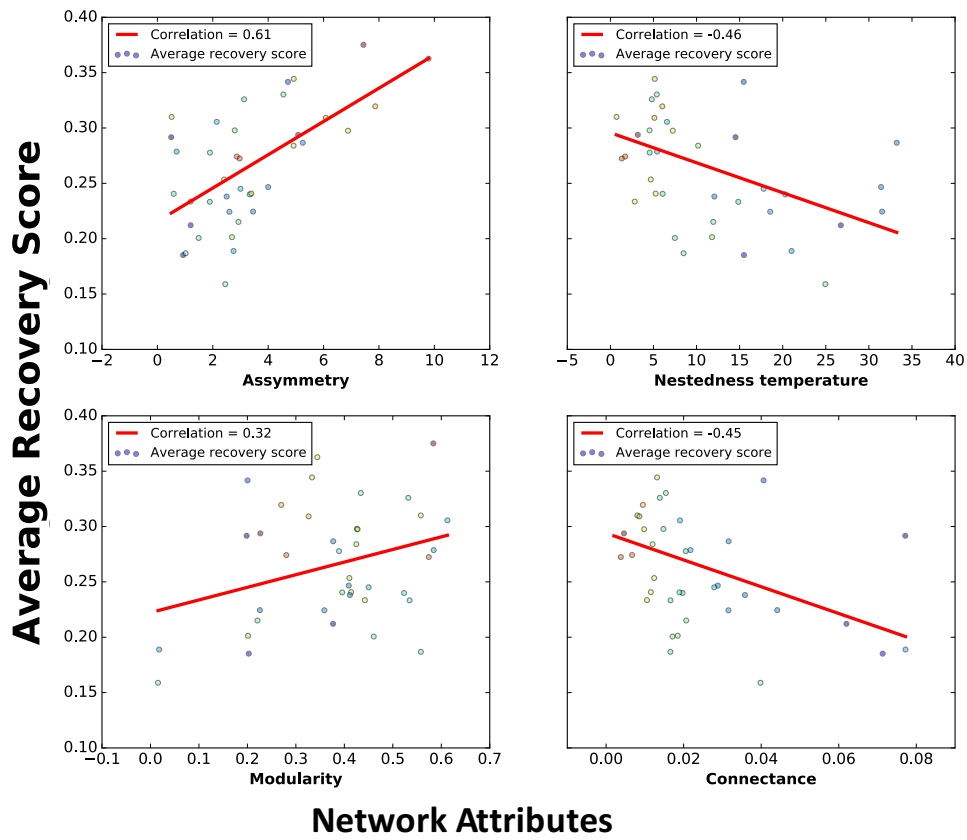 Average Recovery Score
0.40
0.35
0.30
0.25
0.20
0.15
0.10
Correlation = 0.61
Average recovery score
−2 0 2 4 6 8 10 12
Assymmetry
Correlation = -0.46
Average recovery score
−5 0 5 10 15 20 25 30 35 40
Nestedness temperature
0.40
0.35
0.30
0.25
0.20
0.15
0.10
Correlation = 0.32
Average recovery score
−0.1 0.0 0.1 0.2 0.3 0.4 0.5 0.6 0.7
Modularity
Correlation = -0.45
Average recovery score
0.00 0.02 0.04 0.06 0.08
Connectance
Network Attributes